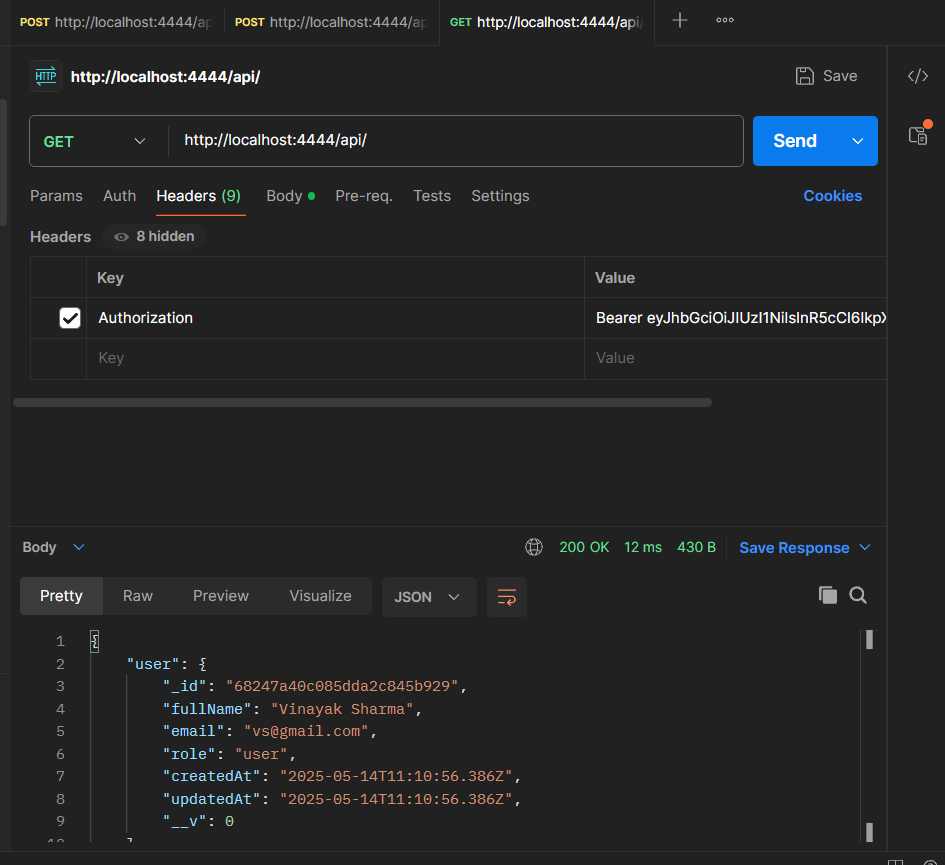 POST http://localhost:4444/ap POST http://localhost:4444/ap GET http://localhost:4444/api
HTTP http://localhost:4444/api/ Save
GET http://localhost:4444/api/ Send
Params Auth Headers (9) Body Pre-req. Tests Settings Cookies
Headers 8 hidden
Key Value
Authorization Bearer
Key Value
Body 200 OK 12 ms 430 B Save Response
Pretty Raw Preview Visualize JSON
1 {
2 "user": {
3 "_id": "68247a40c085dda2c845b929",
4 "fullName": "Vinayak Sharma",
5 "email": "vs@gmail.com",
6 "role": "user",
7 "createdAt": "2025-05-14T11:10:56.386Z",
8 "updatedAt": "2025-05-14T11:10:56.386Z",
9 "__v": 0